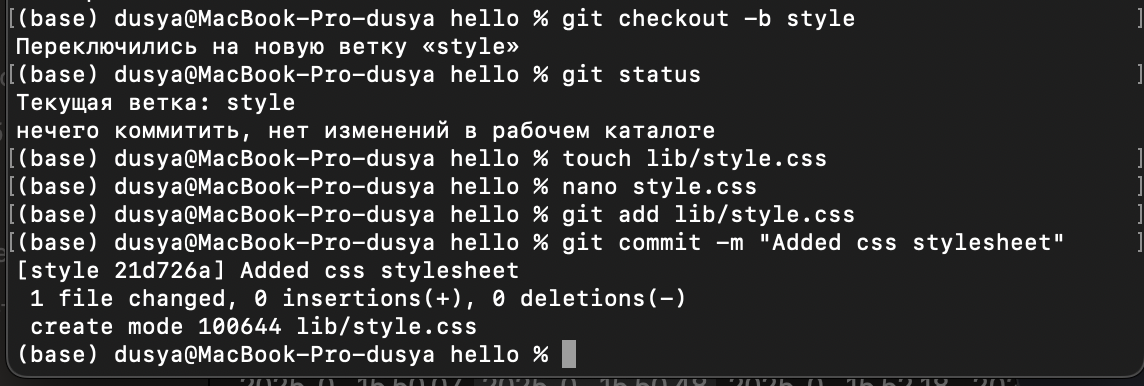 [(base) dusya@MacBook-Pro-dusya hello % git checkout -b style ]
Переключились на новую ветку «style»
[(base) dusya@MacBook-Pro-dusya hello % git status ]
Текущая ветка: style
нечего коммитить, нет изменений в рабочем каталоге
[(base) dusya@MacBook-Pro-dusya hello % touch lib/style.css ]
[(base) dusya@MacBook-Pro-dusya hello % nano style.css ]
[(base) dusya@MacBook-Pro-dusya hello % git add lib/style.css ]
[(base) dusya@MacBook-Pro-dusya hello % git commit -m "Added css stylesheet" ]
[style 21d726a] Added css stylesheet
 1 file changed, 0 insertions(+), 0 deletions(-)
 create mode 100644 lib/style.css
(base) dusya@MacBook-Pro-dusya hello %